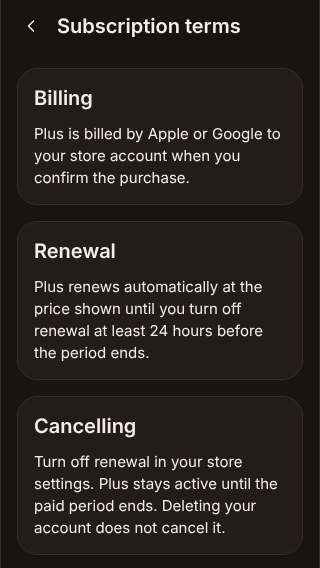 Subscription terms
Billing
Plus is billed by Apple or Google to
your store account when you
confirm the purchase.
Renewal
Plus renews automatically at the
price shown until you turn off
renewal at least 24 hours before
the period ends.
Cancelling
Turn off renewal in your store
settings. Plus stays active until the
paid period ends. Deleting your
account does not cancel it.